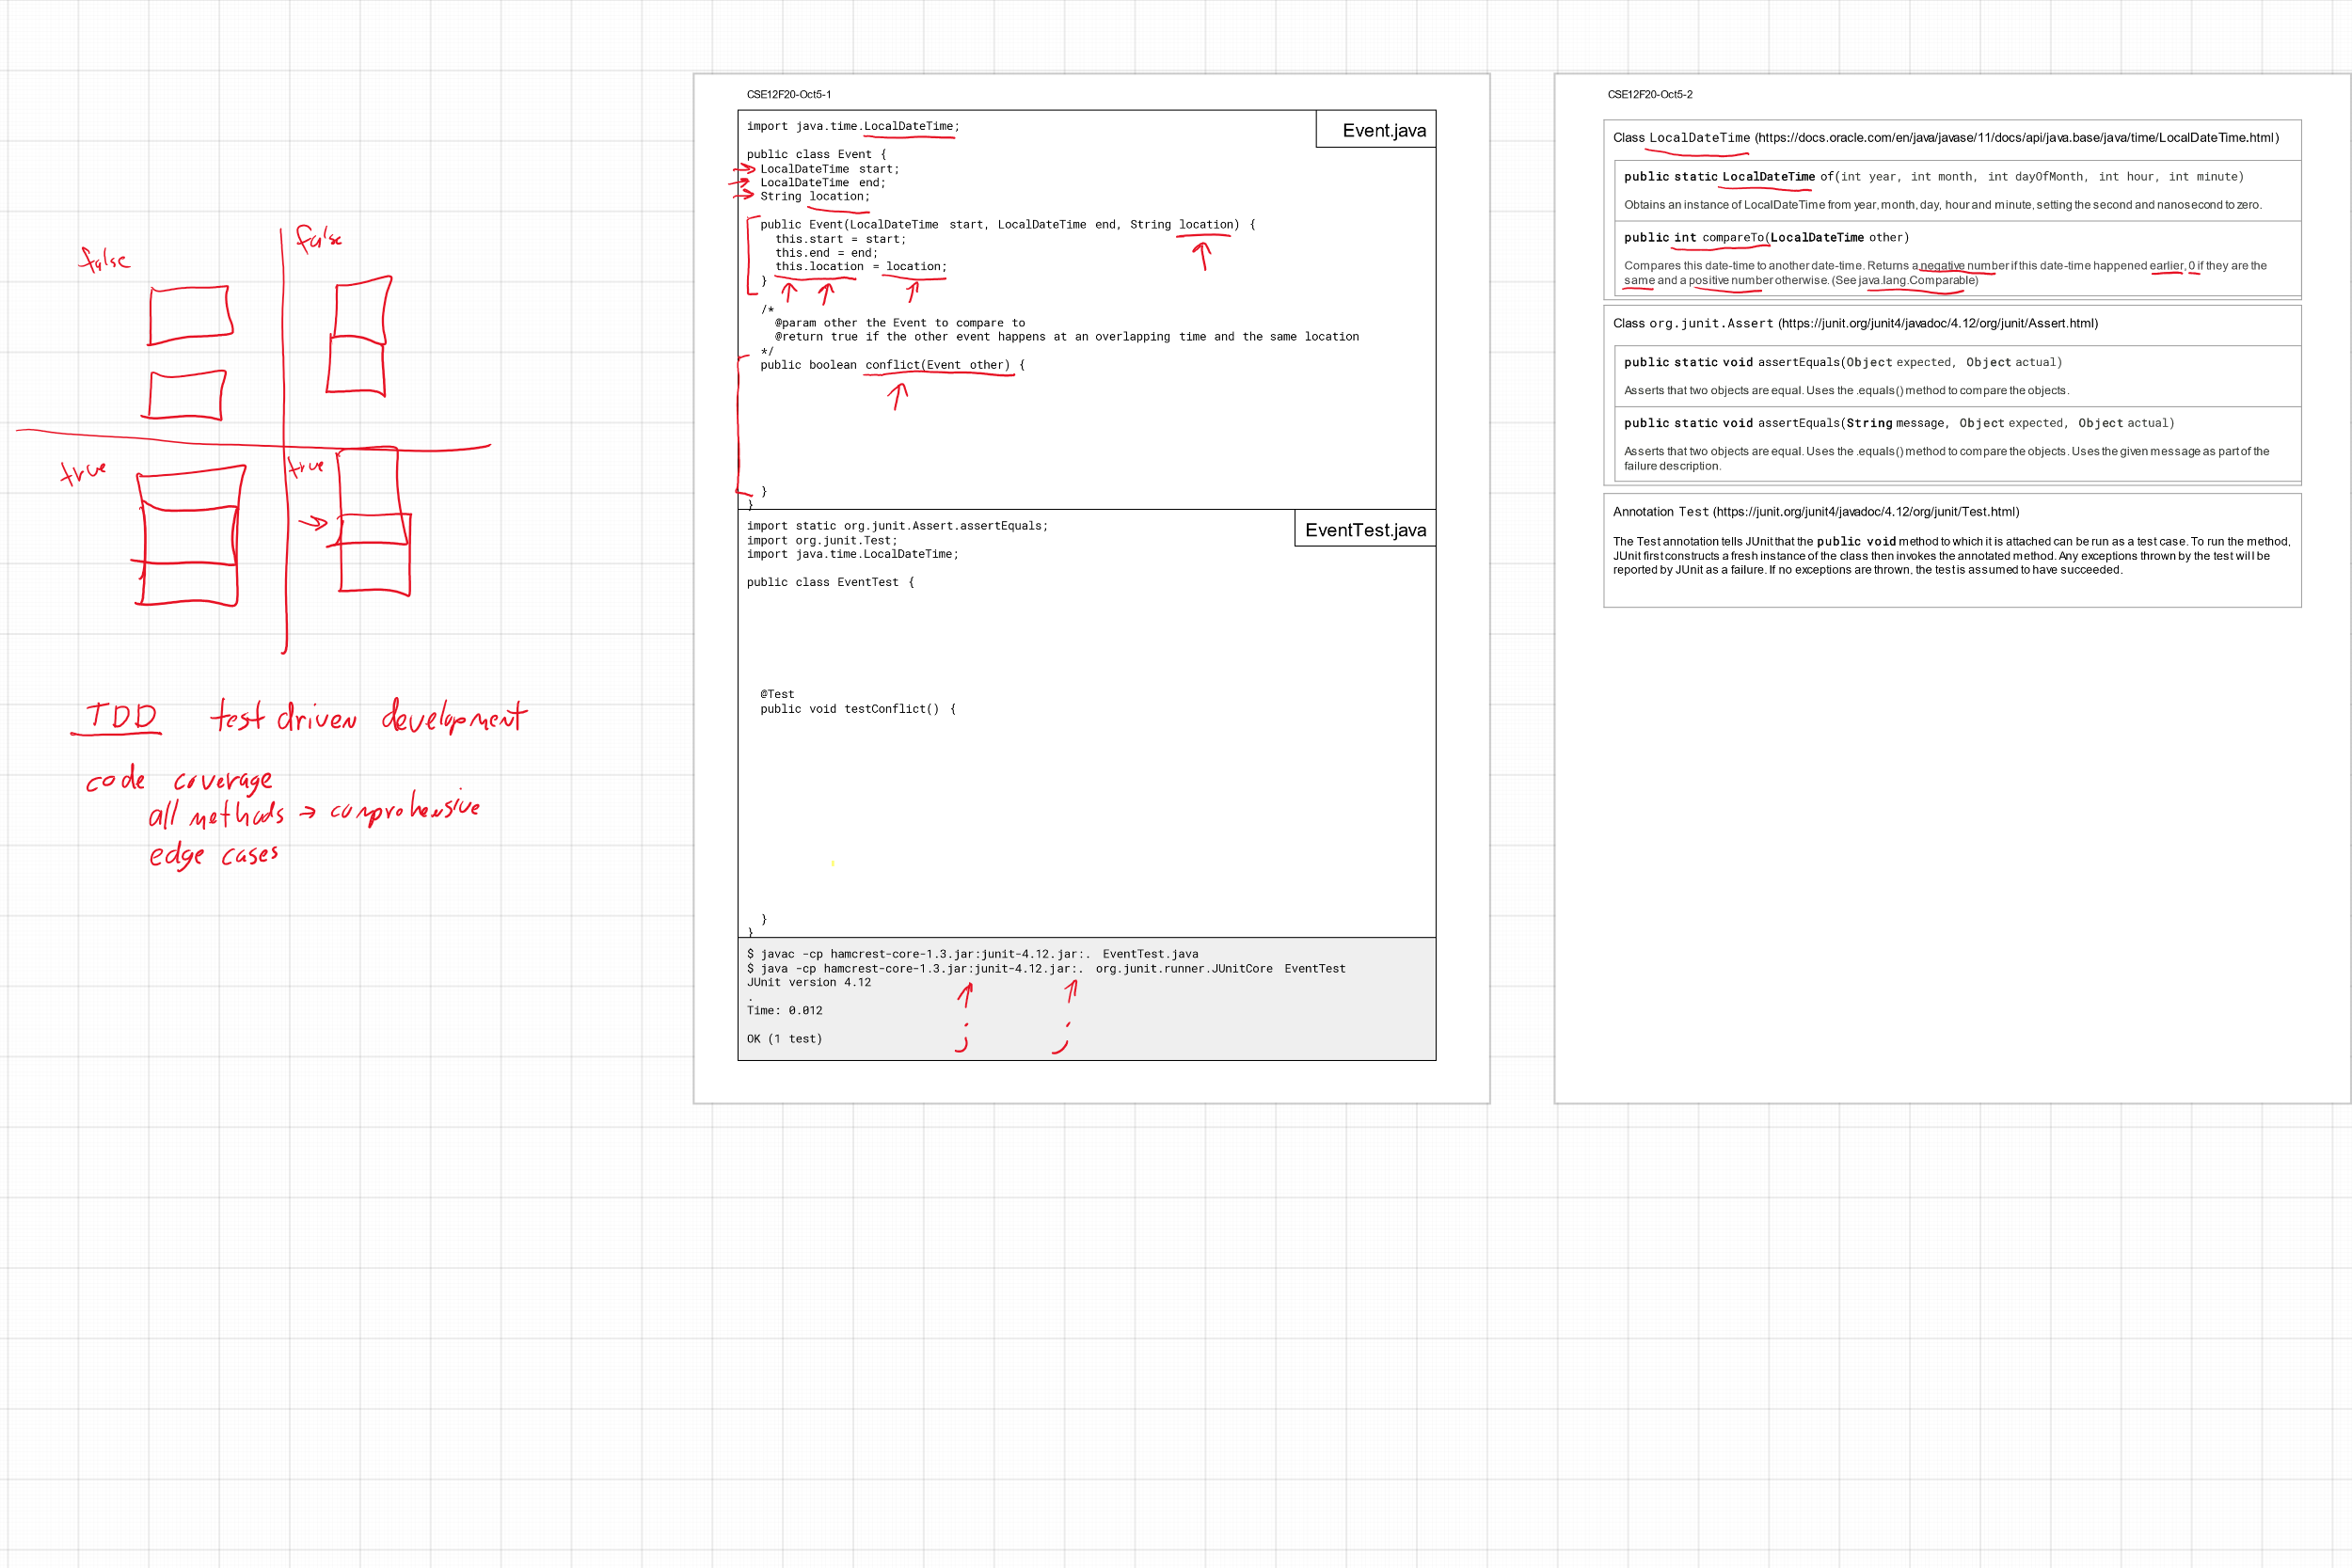 false
false
true
true
TDD test driven development
code coverage
all methods → comprohensive
edge cases
CSE12F20-Oct5-1
Event.java
import java.time.LocalDateTime;
public class Event {
LocalDateTime start;
LocalDateTime end;
String location;
public Event(LocalDateTime start, LocalDateTime end, String location) {
this.start = start;
this.end = end;
this.location = location;
}
/*
@param other the Event to compare to
@return true if the other event happens at an overlapping time and the same location
*/
public boolean conflict(Event other) {
}
}
EventTest.java
import static org.junit.Assert.assertEquals;
import org.junit.Test;
import java.time.LocalDateTime;
public class EventTest {
@Test
public void testConflict() {
}
}
$ javac -cp hamcrest-core-1.3.jar:junit-4.12.jar:. EventTest.java
$ java -cp hamcrest-core-1.3.jar:junit-4.12.jar:. org.junit.runner.JUnitCore EventTest
JUnit version 4.12
.
Time: 0.012
; ;
OK (1 test)
CSE12F20-Oct5-2
Class LocalDateTime (https://docs.oracle.com/en/java/javase/11/docs/api/java.base/java/time/LocalDateTime.html)
public static LocalDateTime of(int year, int month, int dayOfMonth, int hour, int minute)
Obtains an instance of LocalDateTime from year, month, day, hour and minute, setting the second and nanosecond to zero.
public int compareTo(LocalDateTime other)
Compares this date-time to another date-time. Returns a negative number if this date-time happened earlier, 0 if they are the
same and a positive number otherwise. (See java.lang.Comparable)
Class org.junit.Assert (https://junit.org/junit4/javadoc/4.12/org/junit/Assert.html)
public static void assertEquals(Object expected, Object actual)
Asserts that two objects are equal. Uses the .equals() method to compare the objects.
public static void assertEquals(String message, Object expected, Object actual)
Asserts that two objects are equal. Uses the .equals() method to compare the objects. Uses the given message as part of the
failure description.
Annotation Test (https://junit.org/junit4/javadoc/4.12/org/junit/Test.html)
The Test annotation tells JUnit that the public void method to which it is attached can be run as a test case. To run the method,
JUnit first constructs a fresh instance of the class then invokes the annotated method. Any exceptions thrown by the test will be
reported by JUnit as a failure. If no exceptions are thrown, the test is assumed to have succeeded.